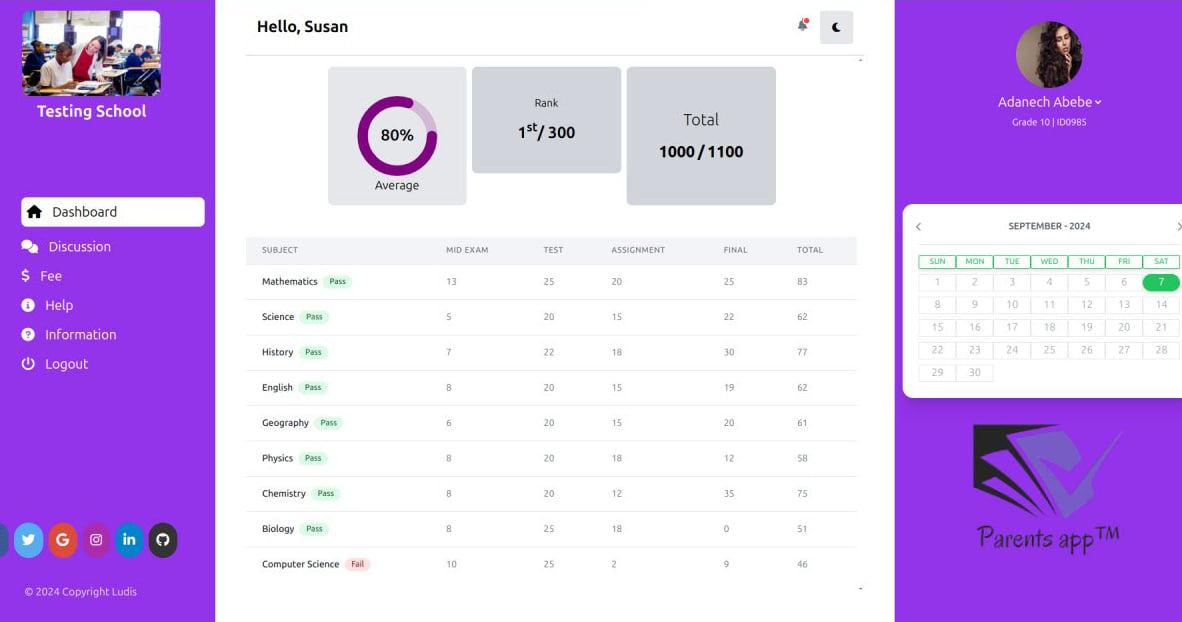 Testing School
Dashboard
Discussion
Fee
Help
Information
Logout
© 2024 Copyright Ludis
Hello, Susan
80%
Average
Rank
1st/ 300
Total
1000 / 1100
SUBJECT MID EXAM TEST ASSIGNMENT FINAL TOTAL
Mathematics Pass 13 25 20 25 83
Science Pass 5 20 15 22 62
History Pass 7 22 18 30 77
English Pass 8 20 15 19 62
Geography Pass 6 20 15 20 61
Physics Pass 8 20 18 12 58
Chemistry Pass 8 20 12 35 75
Biology Pass 8 25 18 0 51
Computer Science Fail 10 25 2 9 46
Adanech Abebe
Grade 10 | ID0985
SEPTEMBER - 2024
SUN MON TUE WED THU FRI SAT
1 2 3 4 5 6 7
8 9 10 11 12 13 14
15 16 17 18 19 20 21
22 23 24 25 26 27 28
29 30
Parents app™